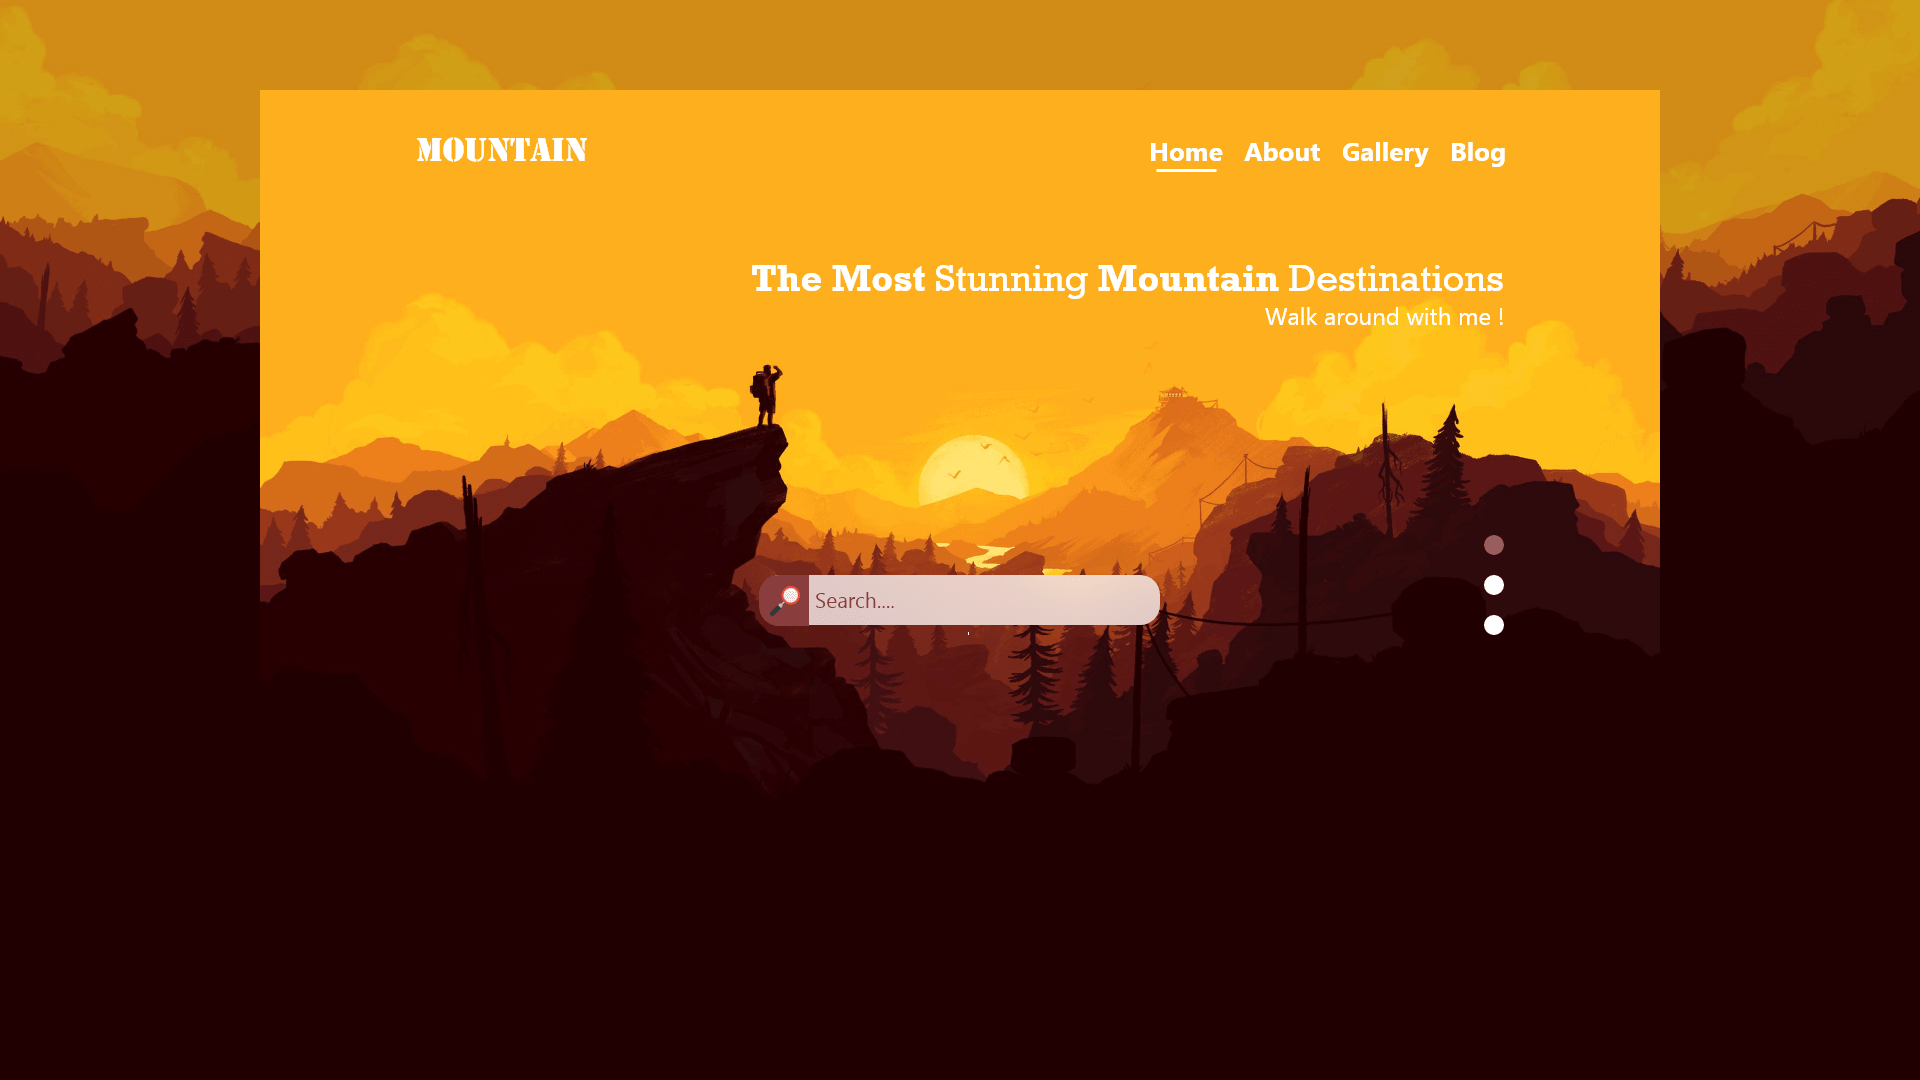 MOUNTAIN
Home About Gallery Blog
The Most Stunning Mountain Destinations
Walk around with me !
Search....